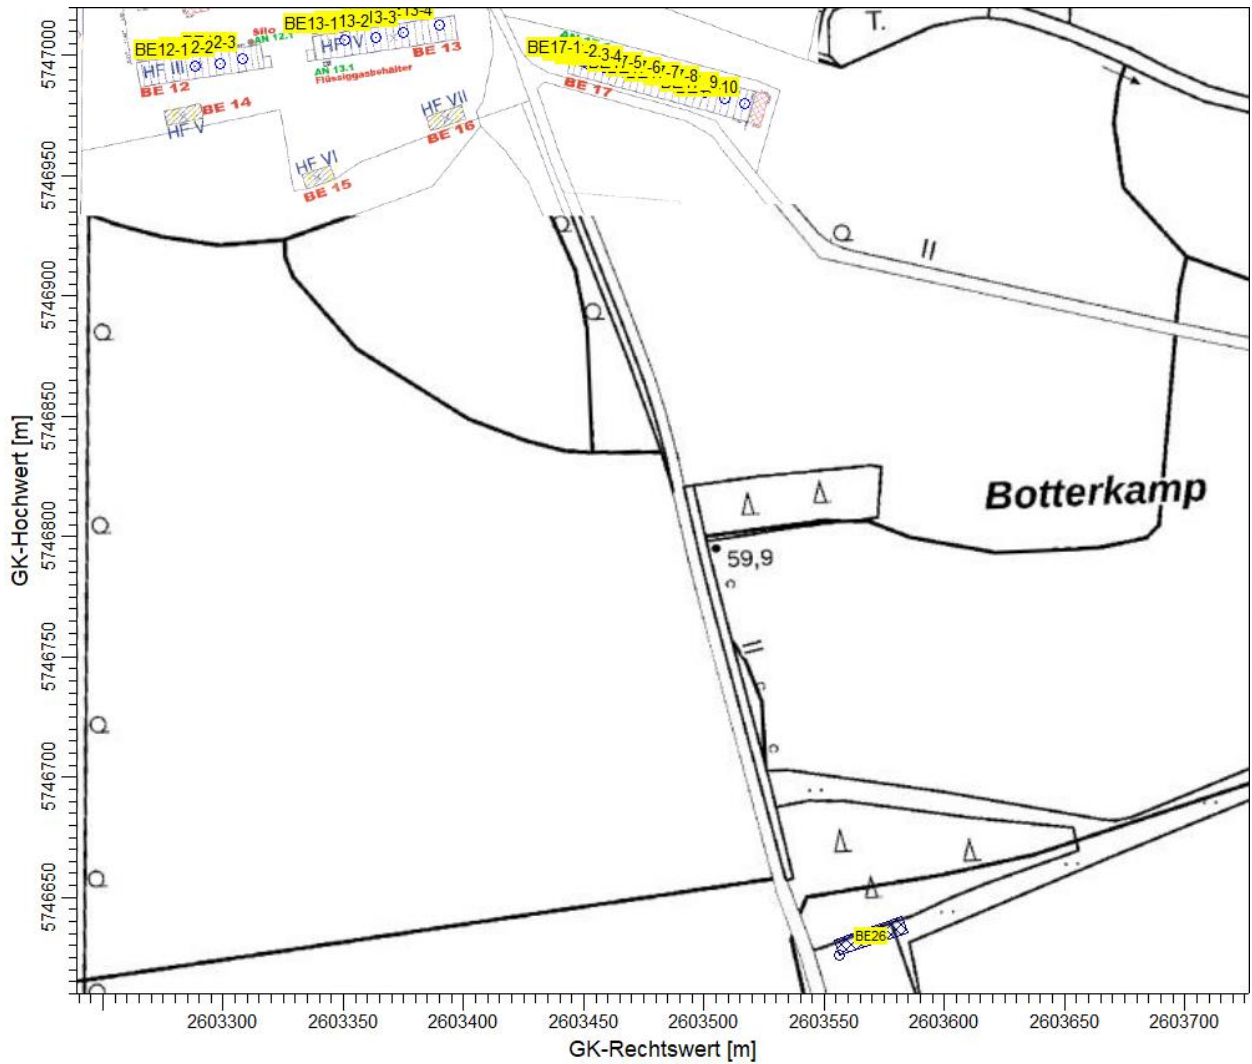 BE13-1 13-2 3-3 13-4
T.
Silo
AN 12.1
BE12-1 2-2 2-3
HF III
BE 12
HF IV
BE 13
AN 13.1
Flüssiggasbehälter
BE17-1 2 3-4 7-5 -6 7-7 7-8 9 10
BE 17
BE 14
HF V
HF VII
BE 16
HF VI
BE 15
II
Botterkamp
59,9
II
BE26
5747000
5746950
5746900
5746850
5746800
5746750
5746700
5746650
GK-Hochwert [m]
2603300 2603350 2603400 2603450 2603500 2603550 2603600 2603650 2603700
GK-Rechtswert [m]